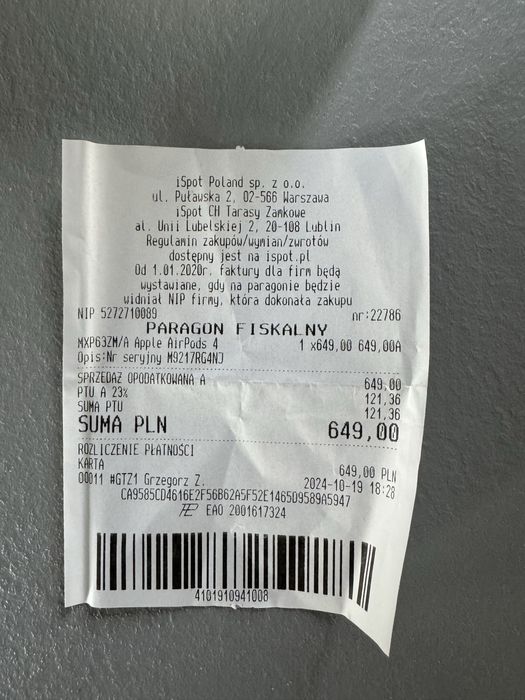 iSpot Poland sp. z o.o.
ul. Puławska 2, 02-566 Warszawa
iSpot CH Tarasy Zamkowe
al. Unii Lubelskiej 2, 20-108 Lublin
Regulamin zakupów/wymian/zwrotów
dostępny jest na ispot.pl
Od 1.01.2020r. faktury dla firm będą
wystawiane, gdy na paragonie będzie
widniał NIP firmy, która dokonała zakupu
NIP 5272710089 nr:22786
PARAGON FISKALNY
MXP63ZM/A Apple AirPods 4 1 x649,00 649,00A
Opis:Nr seryjny M9217RG4NJ
SPRZEDAŻ OPODATKOWANA A 649,00
PTU A 23% 121,36
SUMA PTU 121,36
SUMA PLN 649,00
ROZLICZENIE PŁATNOŚCI
KARTA 649,00 PLN
00011 #GTZ1 Grzegorz Z. 2024-10-19 18:28
CA9585CD4616E2F56B62A5F52E1465D9589A5947
EAO 2001617324
4101910941008